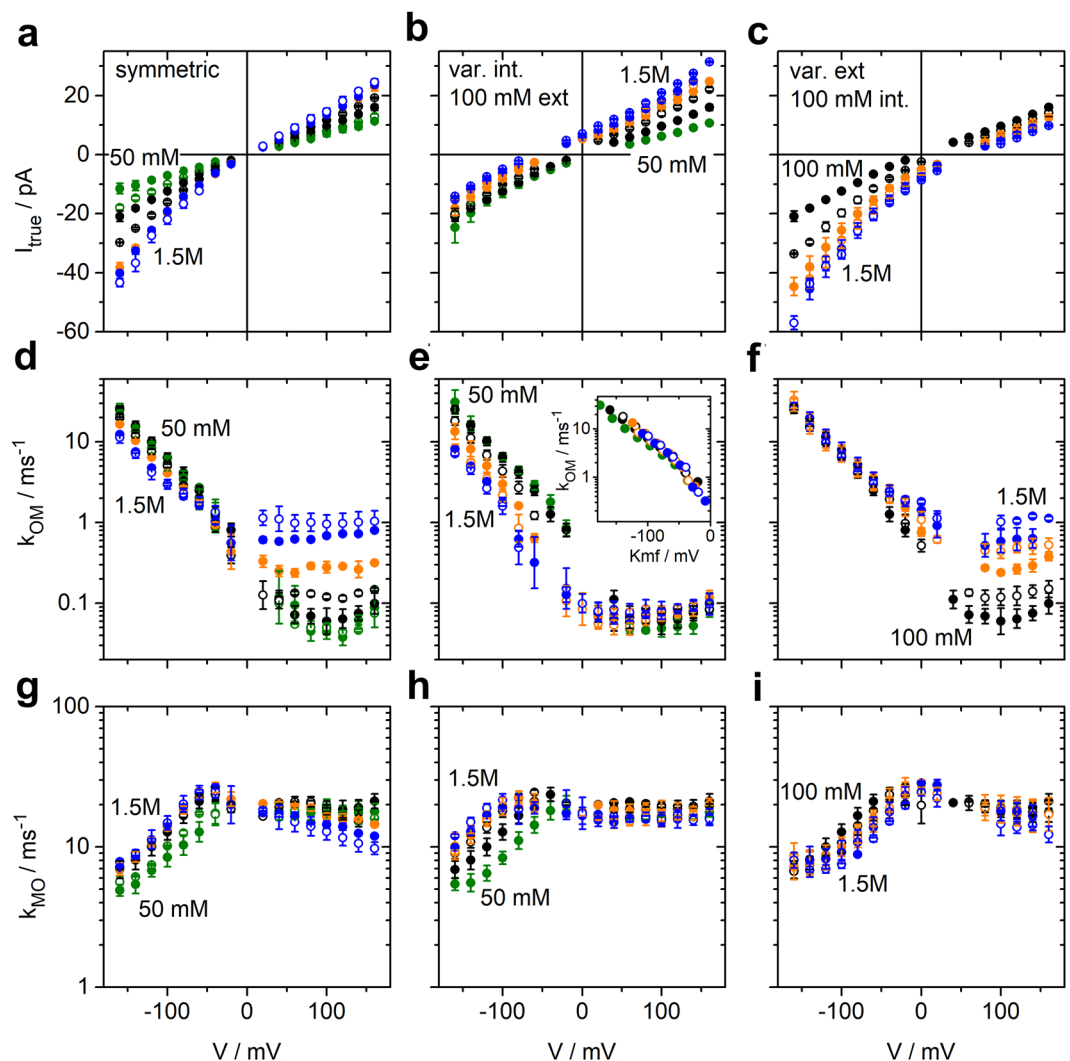 a
symmetric
50 mM
1.5M
20
0
-20
-40
-60
I_true / pA
b
var. int.
100 mM ext
1.5M
50 mM
c
var. ext
100 mM int.
100 mM
1.5M
d
50 mM
1.5M
10
1
0.1
k_OM / ms⁻¹
e
50 mM
1.5M
10
1
k_OM / ms⁻¹
-100
0
Kmf / mV
f
1.5M
100 mM
g
1.5M
50 mM
100
10
1
k_MO / ms⁻¹
-100
0
100
V / mV
h
1.5M
50 mM
-100
0
100
V / mV
i
100 mM
1.5M
-100
0
100
V / mV